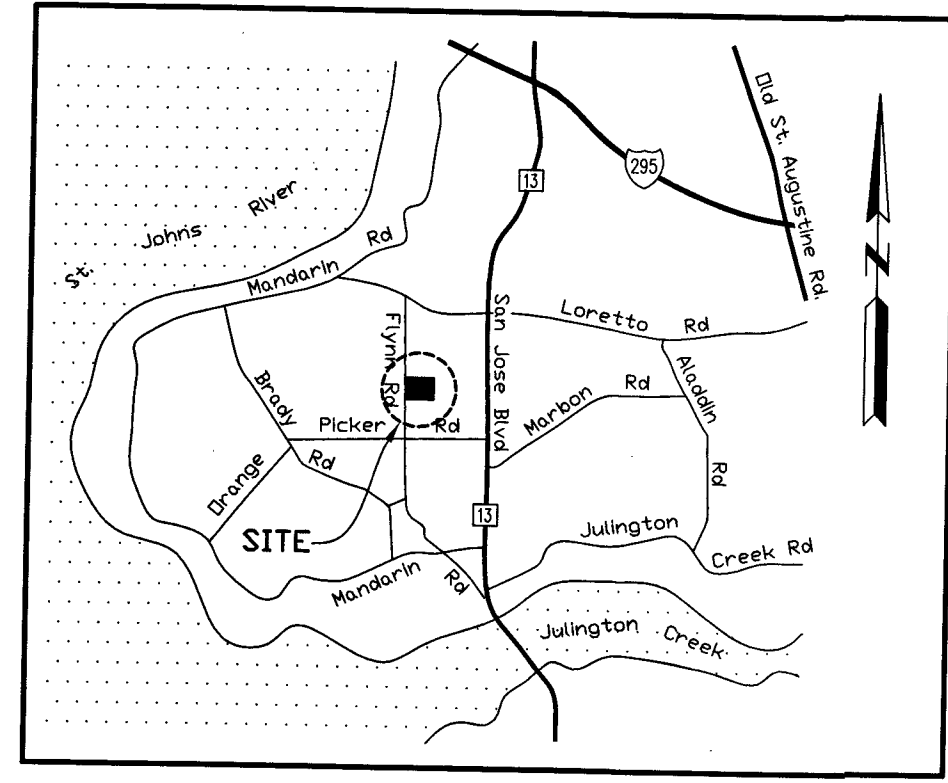 Old St. Augustine Rd.
295
13
St. Johns River
Mandarin Rd
N
San Jose Blvd
Loretto Rd
Flynn Rd
Aladdin Rd
Brady Rd
Marbon Rd
Orange Picker Rd
SITE
13
Julington Creek Rd
Mandarin Rd
Julington Creek